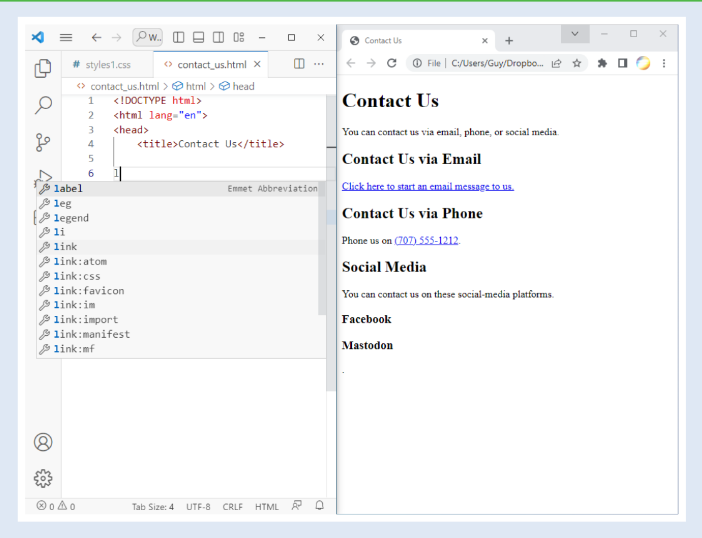 W..
# styles1.css
<> contact_us.html ×
<> contact_us.html > html > head
1 <!DOCTYPE html>
2 <html lang="en">
3 <head>
4 <title>Contact Us</title>
5
6 l
label Emmet Abbreviation
leg
legend
li
link
link:atom
link:css
link:favicon
link:im
link:import
link:manifest
link:mf
0 0 Tab Size: 4 UTF-8 CRLF HTML
Contact Us
File | C:/Users/Guy/Dropbo...
Contact Us
You can contact us via email, phone, or social media.
Contact Us via Email
Click here to start an email message to us.
Contact Us via Phone
Phone us on (707) 555-1212.
Social Media
You can contact us on these social-media platforms.
Facebook
Mastodon
.